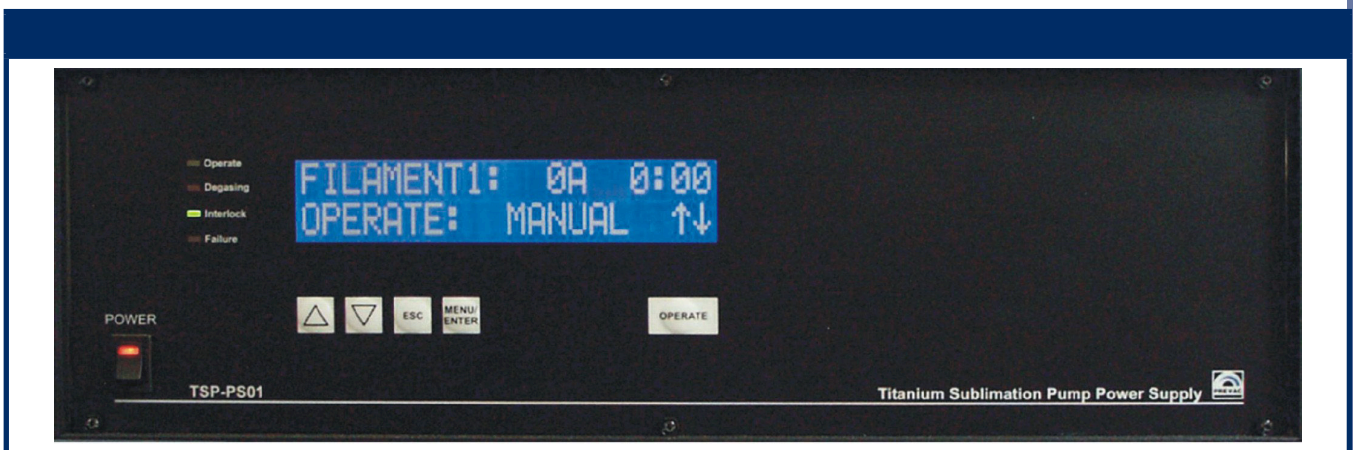 Operate
Degasing
Interlock
Failure
FILAMENT1: 0A 0:00
OPERATE: MANUAL ↑↓
ESC
MENU/
ENTER
OPERATE
POWER
TSP-PS01
Titanium Sublimation Pump Power Supply
PREVAC